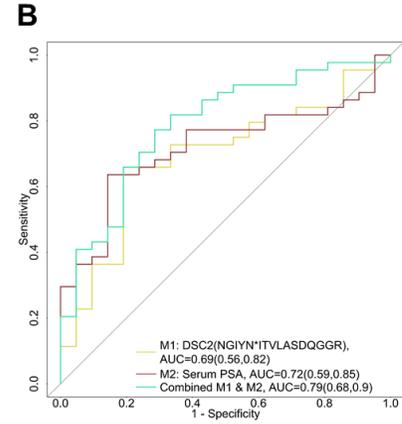 B
1.0
0.8
0.6
0.4
0.2
0.0
Sensitivity
M1: DSC2(NGIYN*ITVLASDQGGR),
AUC=0.69(0.56,0.82)
M2: Serum PSA, AUC=0.72(0.59,0.85)
Combined M1 & M2, AUC=0.79(0.68,0.9)
0.0 0.2 0.4 0.6 0.8 1.0
1 - Specificity